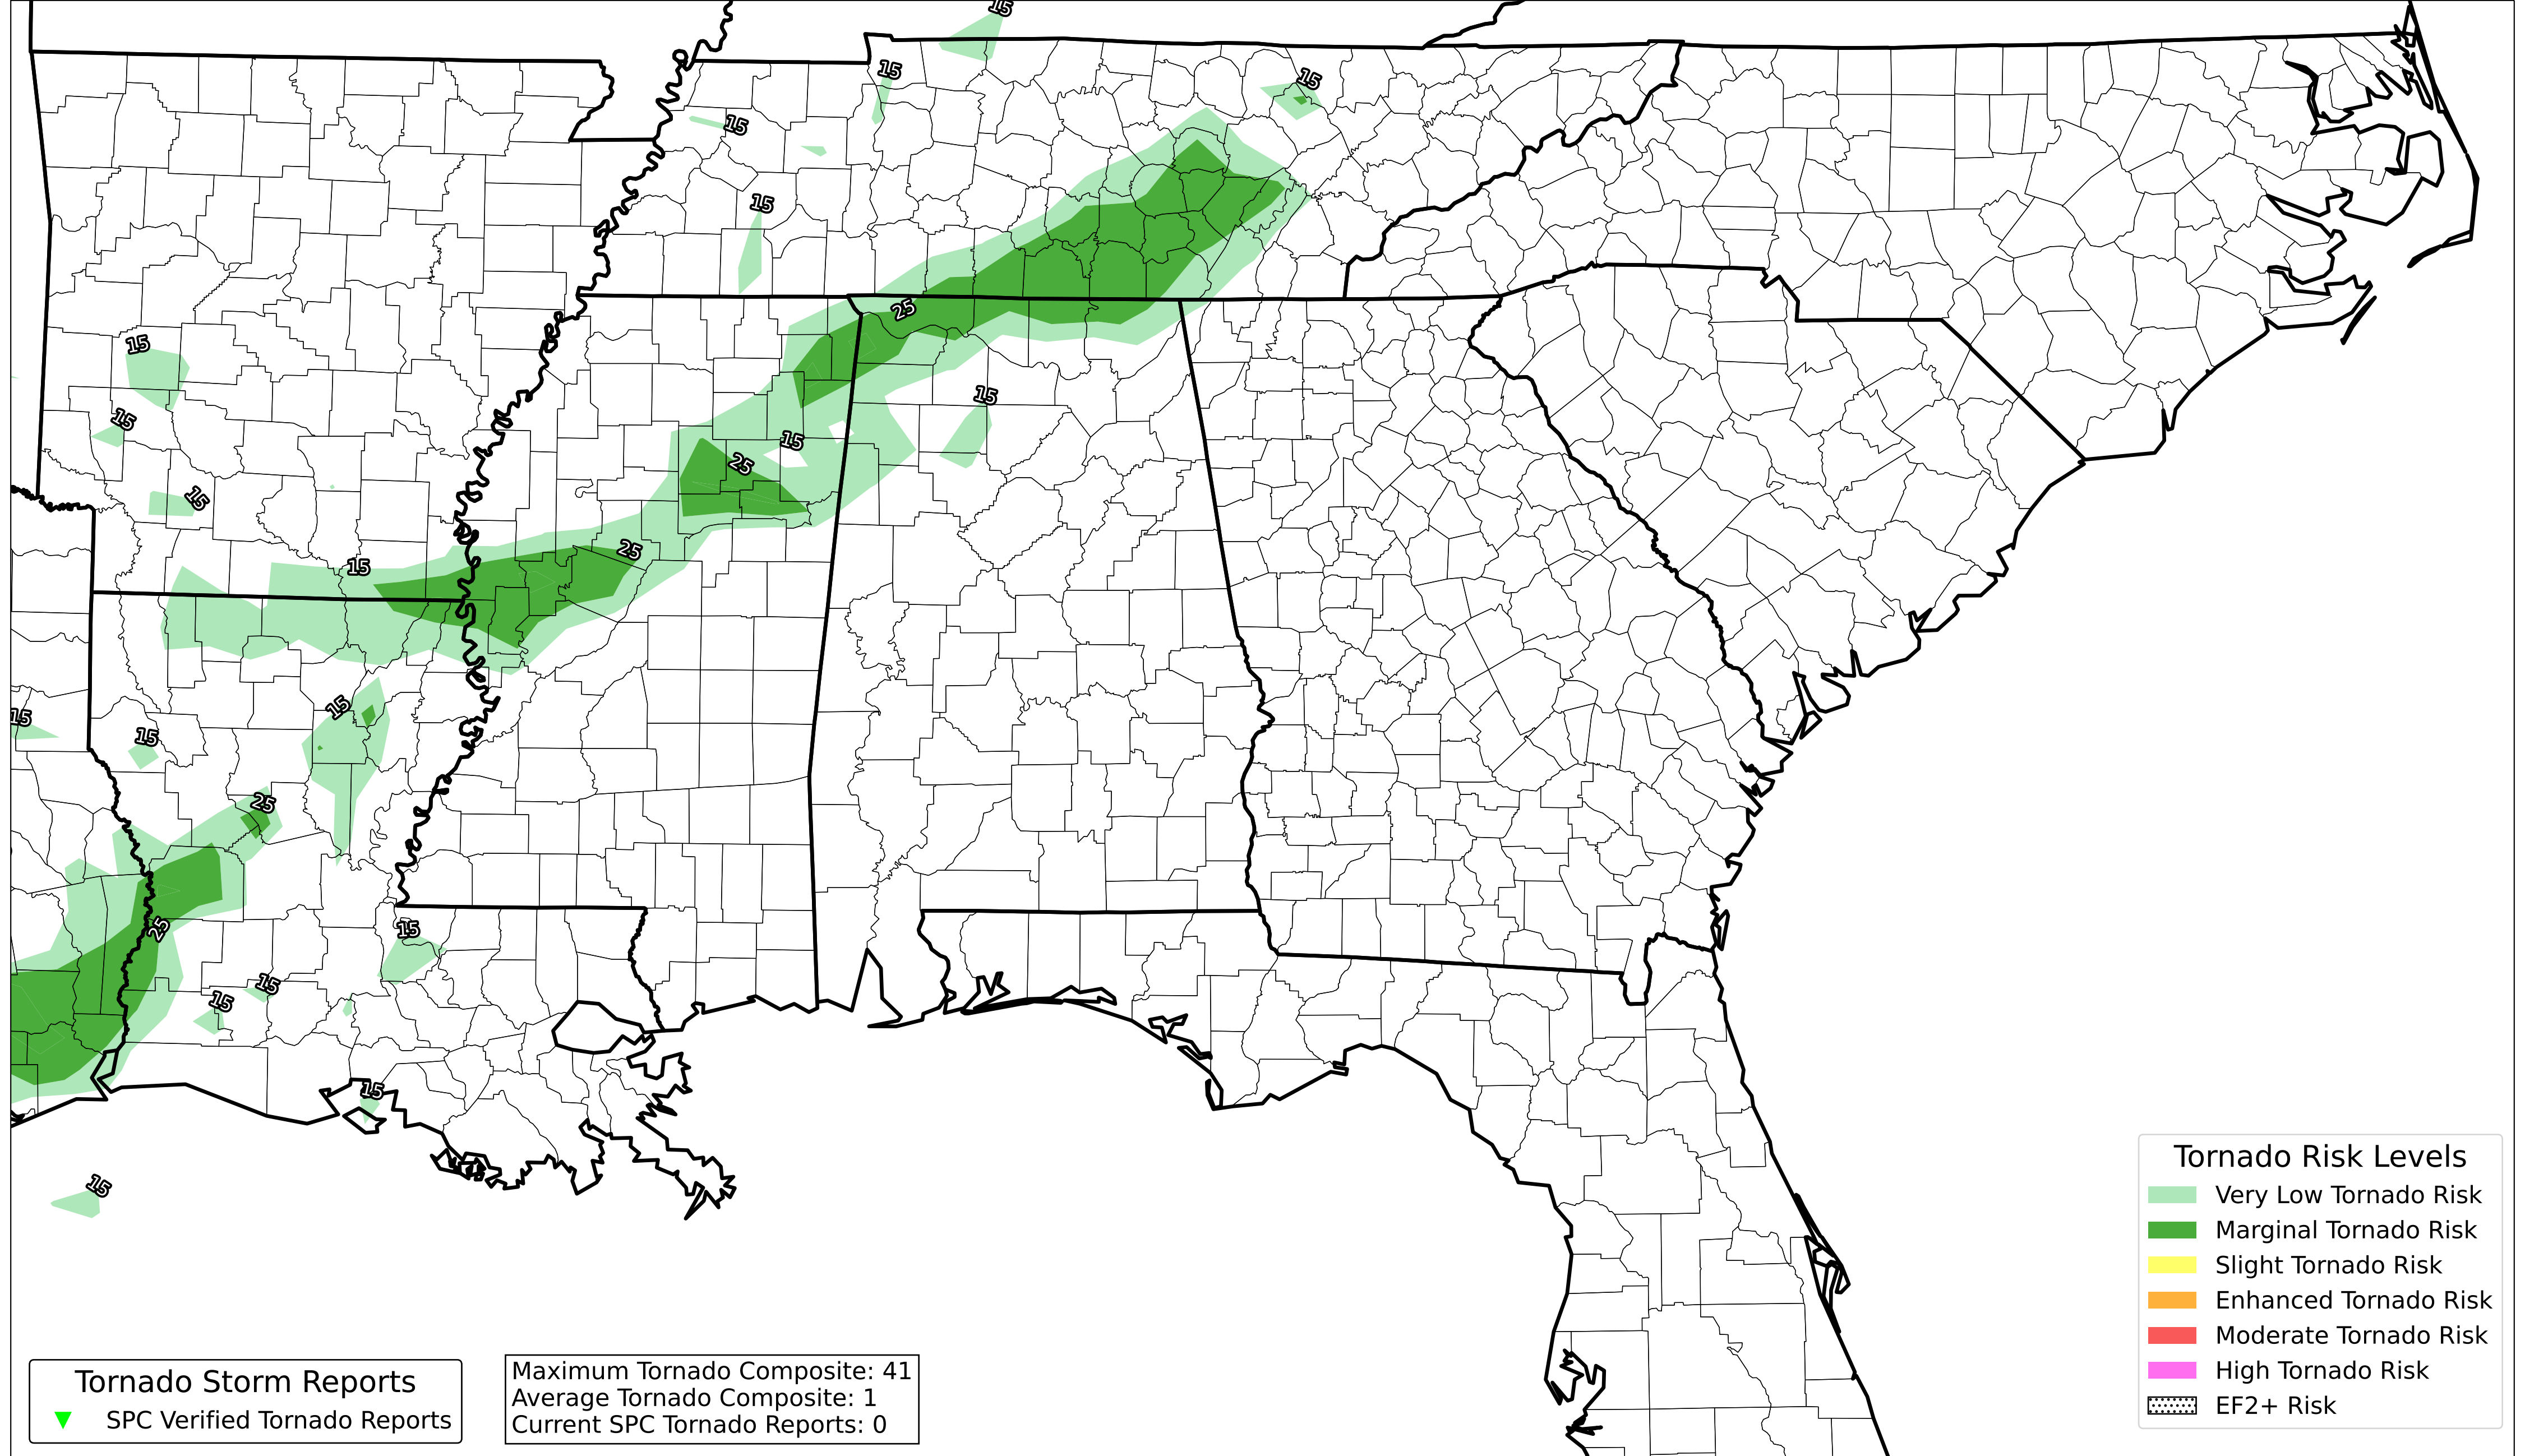 15
15
15
15
15
25
15
15
15
15
25
15
25
15
15
15
15
25
25
15
15
15
15
15
Tornado Risk Levels
Very Low Tornado Risk
Marginal Tornado Risk
Slight Tornado Risk
Enhanced Tornado Risk
Moderate Tornado Risk
High Tornado Risk
EF2+ Risk
Tornado Storm Reports
SPC Verified Tornado Reports
Maximum Tornado Composite: 41
Average Tornado Composite: 1
Current SPC Tornado Reports: 0